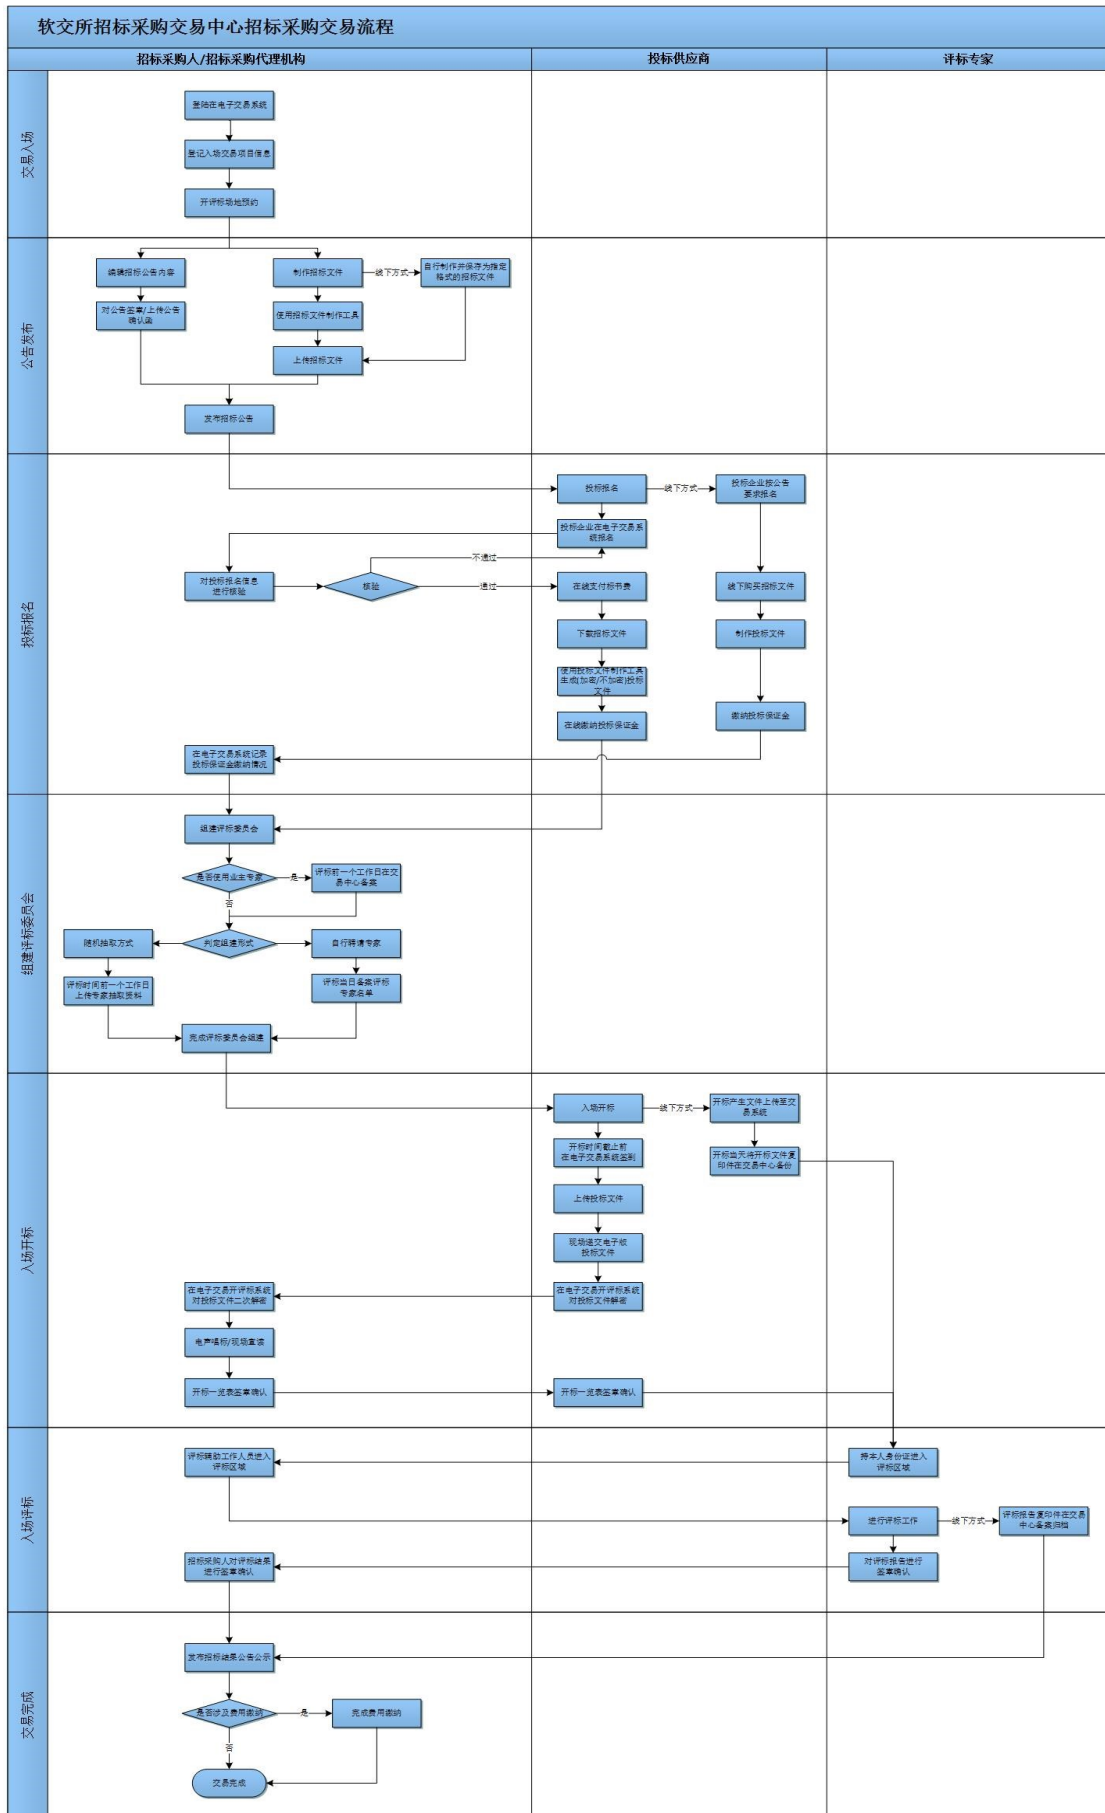 软交所招标采购交易中心招标采购交易流程
招标采购人/招标采购代理机构
投标供应商
评标专家
交易入场
登陆在电子交易系统
登记入场交易项目信息
开评标场地预约
公告发布
编辑招标公告内容
制作招标文件
线下方式
自行制作并保存为指定
格式的招标文件
对公告签章/上传公告
确认函
使用招标文件制作工具
上传招标文件
发布招标公告
投标报名
投标报名
线下方式
投标企业按公告
要求报名
投标企业在电子交易系
统报名
不通过
对投标报名信息
进行核验
核验
通过
在线支付标书费
线下购买招标文件
下载招标文件
制作投标文件
使用投标文件制作工具
生成(加密/不加密)投标
文件
在线缴纳投标保证金
缴纳投标保证金
在电子交易系统记录
投标保证金缴纳情况
组建评标委员会
组建评标委员会
是否使用业主专家
是
评标前一个工作日在交
易中心备案
否
随机抽取方式
判定组建形式
自行聘请专家
评标时间前一个工作日
上传专家抽取资料
评标当日备案评标
专家名单
完成评标委员会组建
入场开标
入场开标
线下方式
开标产生文件上传至交
易系统
开标时间截止前
在电子交易系统签到
开标当天将开标文件复
印件在交易中心备份
上传投标文件
现场递交电子版
投标文件
在电子交易开评标系统
对投标文件二次解密
在电子交易开评标系统
对投标文件解密
电声唱标/现场宣读
开标一览表签章确认
开标一览表签章确认
入场评标
评标辅助工作人员进入
评标区域
持本人身份证进入
评标区域
进行评标工作
线下方式
评标报告复印件在交易
中心备案归档
招标采购人对评标结果
进行签章确认
对评标报告进行
签章确认
交易完成
发布招标结果公告公示
是否涉及费用缴纳
是
完成费用缴纳
否
交易完成